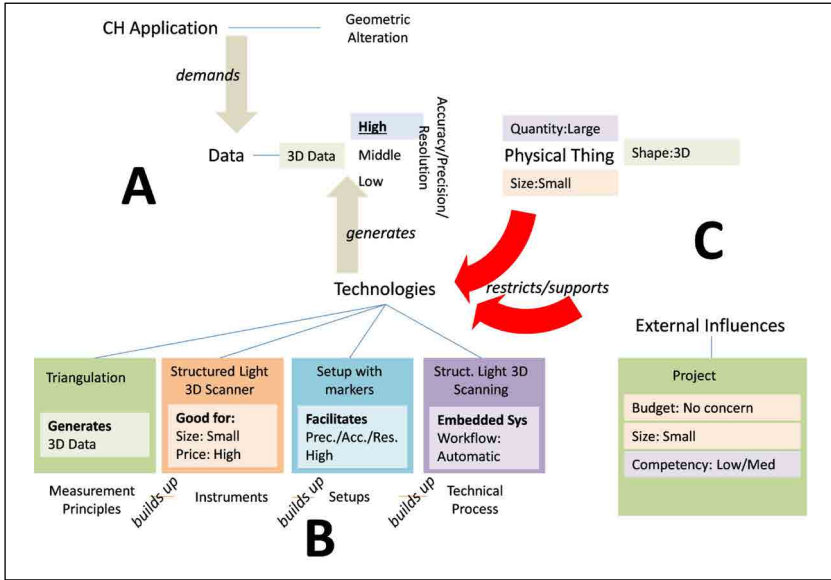 CH Application
Geometric
Alteration
demands
Data
3D Data
High
Middle
Low
Accuracy/Precision/
Resolution
A
generates
Quantity:Large
Physical Thing
Shape:3D
Size:Small
C
Technologies
restricts/supports
External Influences
Triangulation
Generates
3D Data
Structured Light
3D Scanner
Good for:
Size: Small
Price: High
Setup with
markers
Facilitates
Prec./Acc./Res.
High
Struct. Light 3D
Scanning
Embedded Sys
Workflow:
Automatic
Project
Budget: No concern
Size: Small
Competency: Low/Med
Measurement
Principles
builds up
Instruments
builds up
Setups
builds up
Technical
Process
B